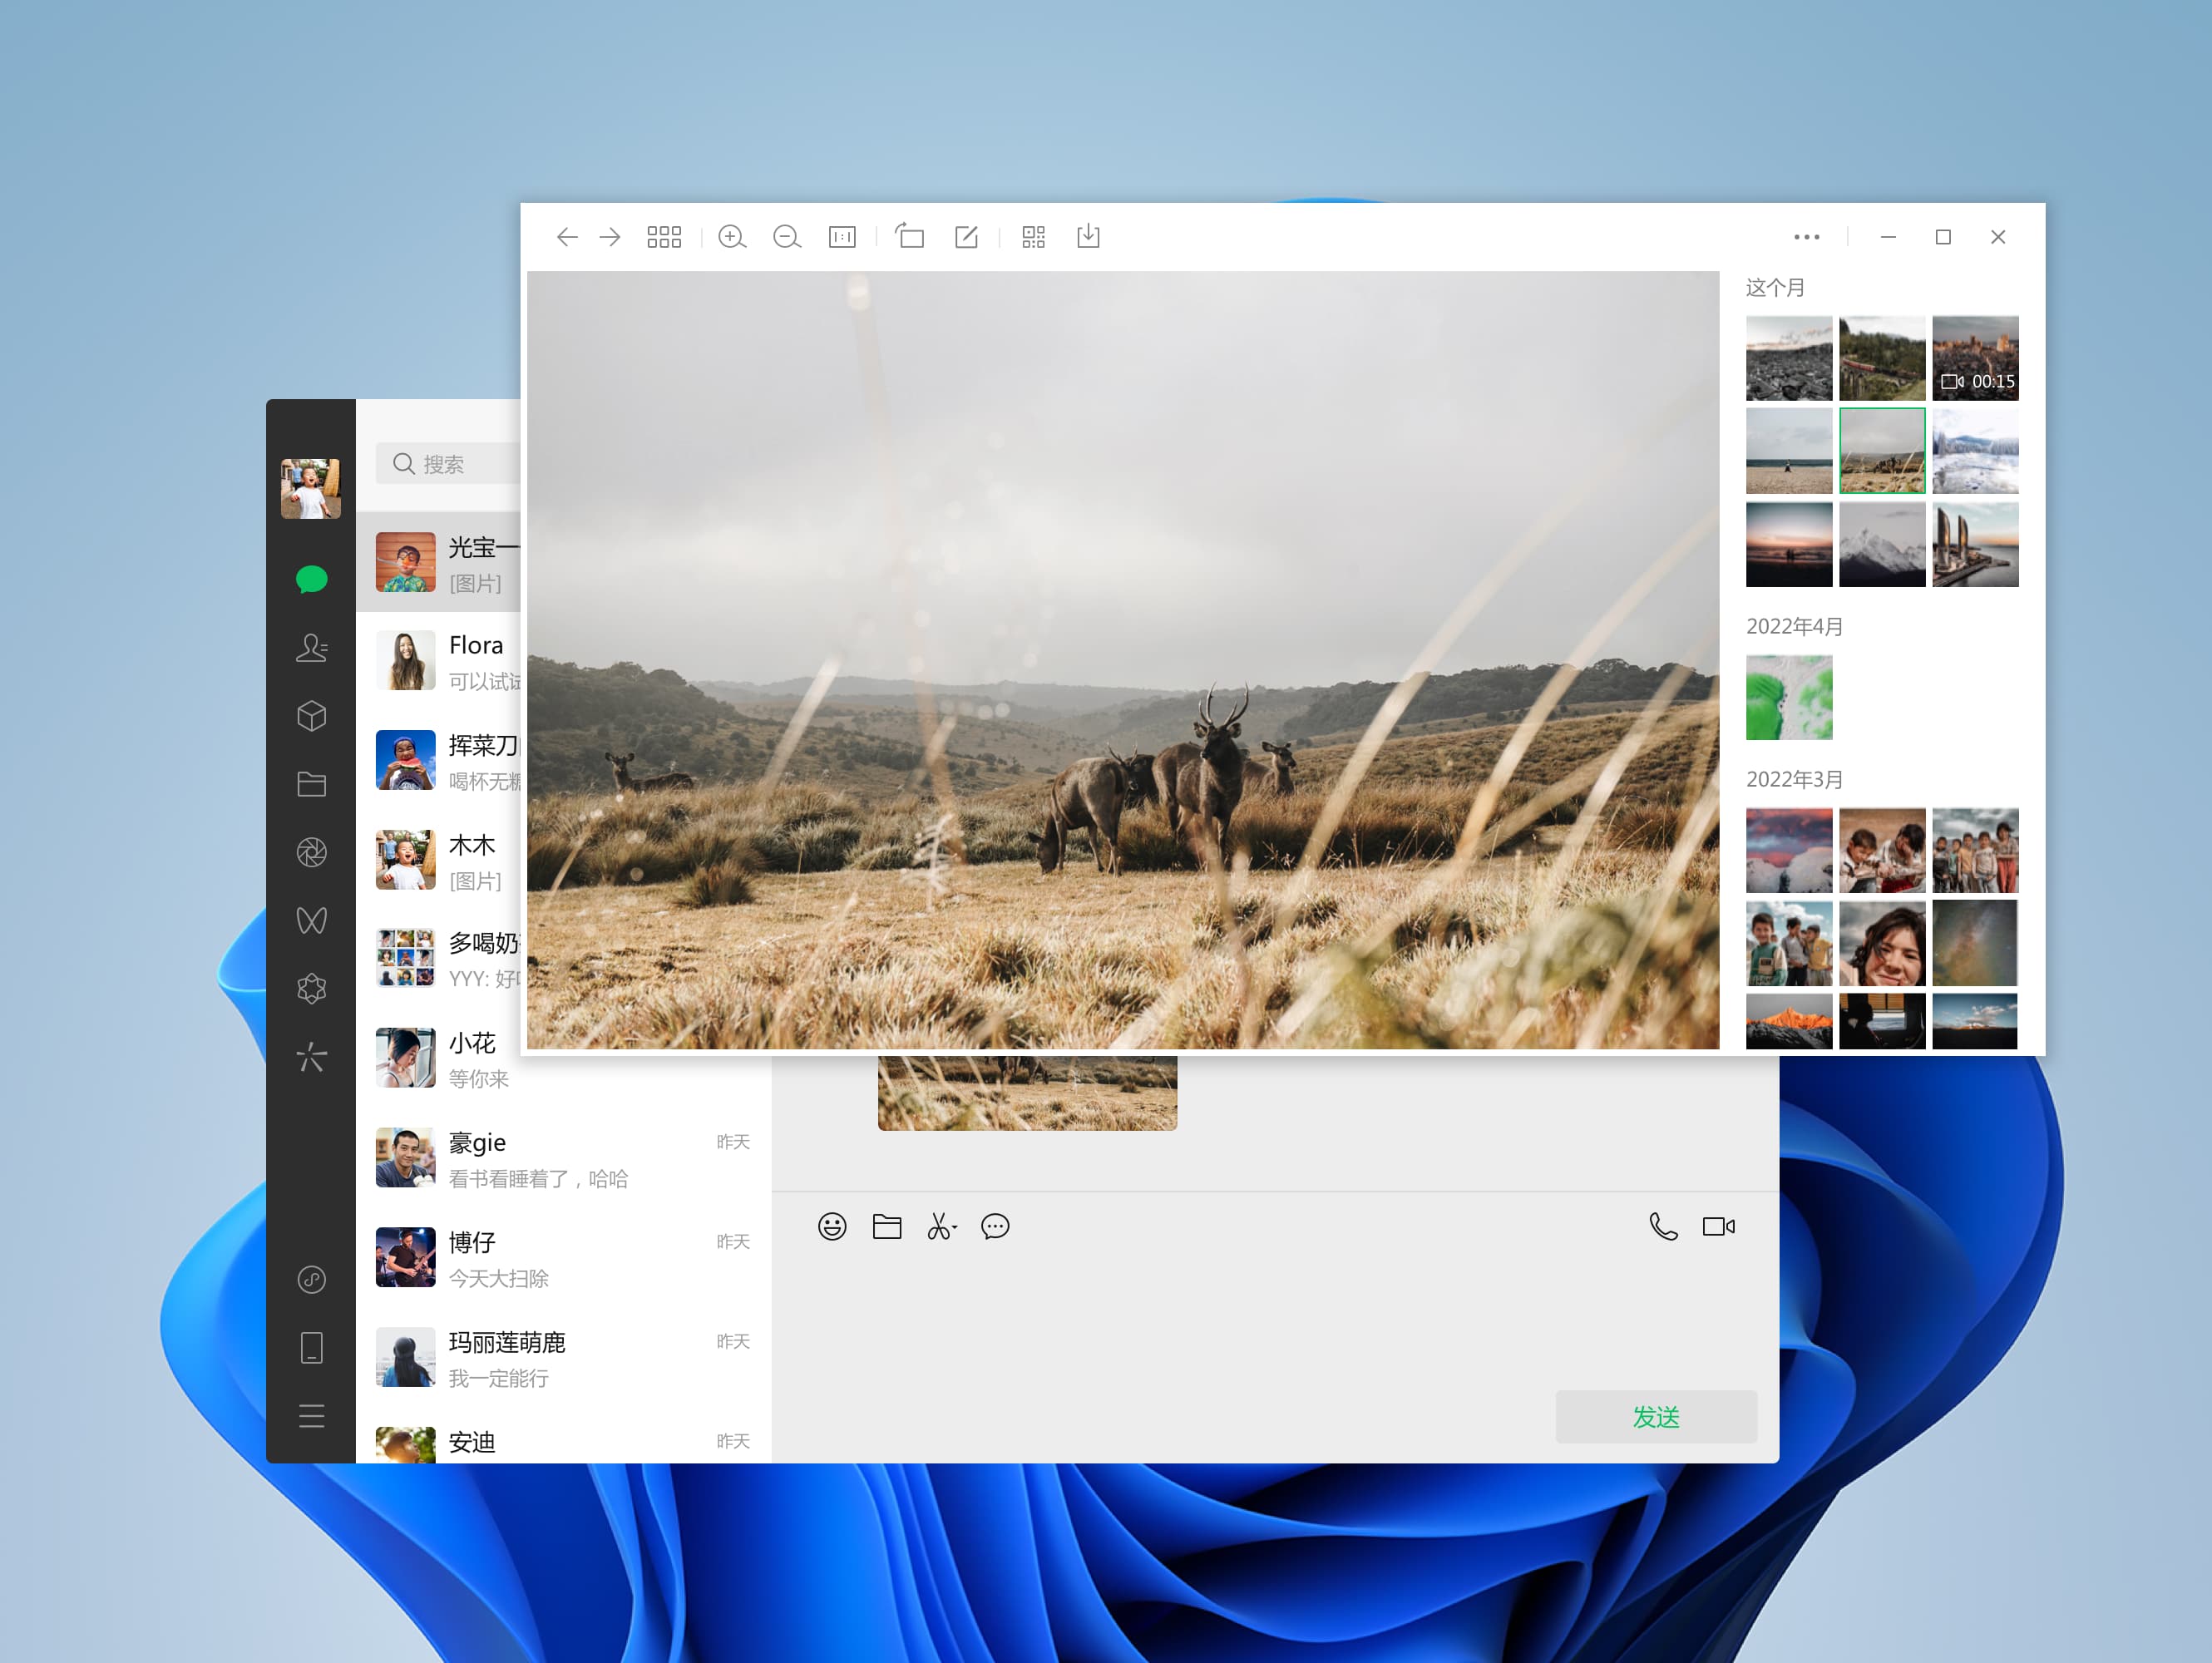 1:1
这个月
00:15
2022年4月
2022年3月
搜索
光宝一
[图片]
Flora
可以试试
挥菜刀
喝杯无糖
木木
[图片]
多喝奶
YYY: 好
小花
等你来
豪gie
昨天
看书看睡着了，哈哈
博仔
昨天
今天大扫除
玛丽莲萌鹿
昨天
我一定能行
安迪
昨天
发送